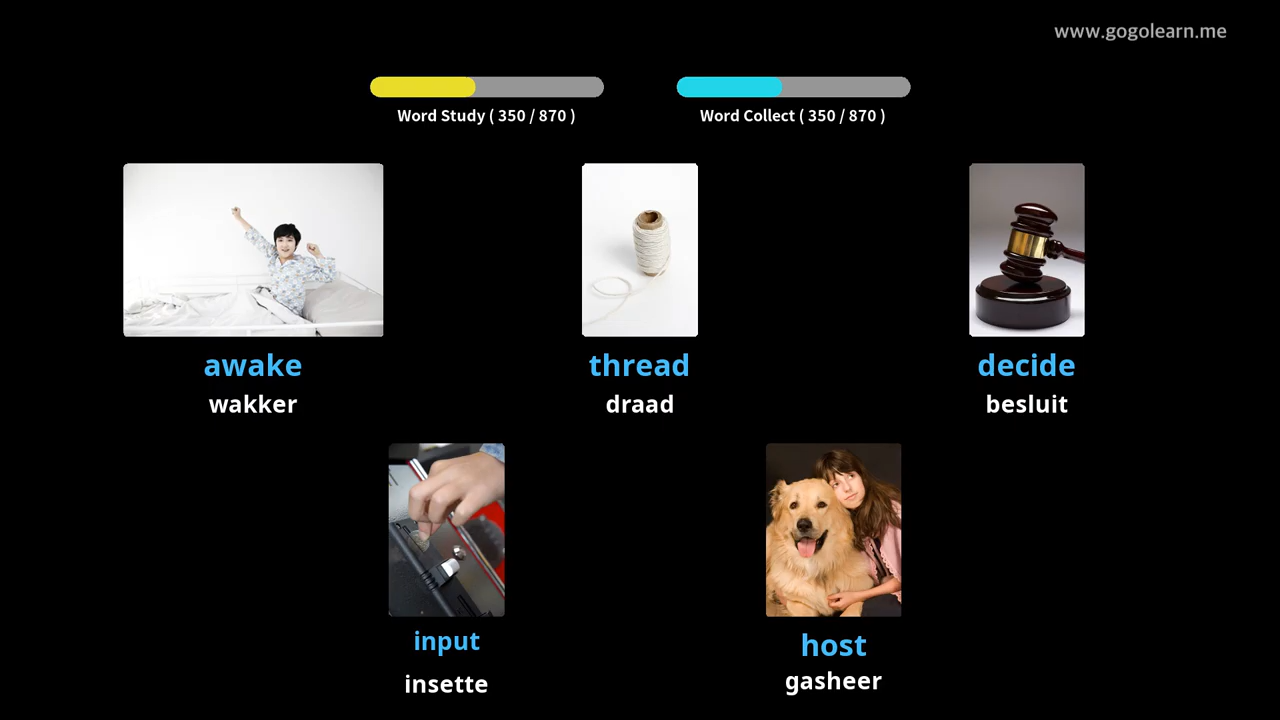 www.gogolearn.me
Word Study ( 350 / 870 )
Word Collect ( 350 / 870 )
awake
wakker
thread
draad
decide
besluit
input
insette
host
gasheer